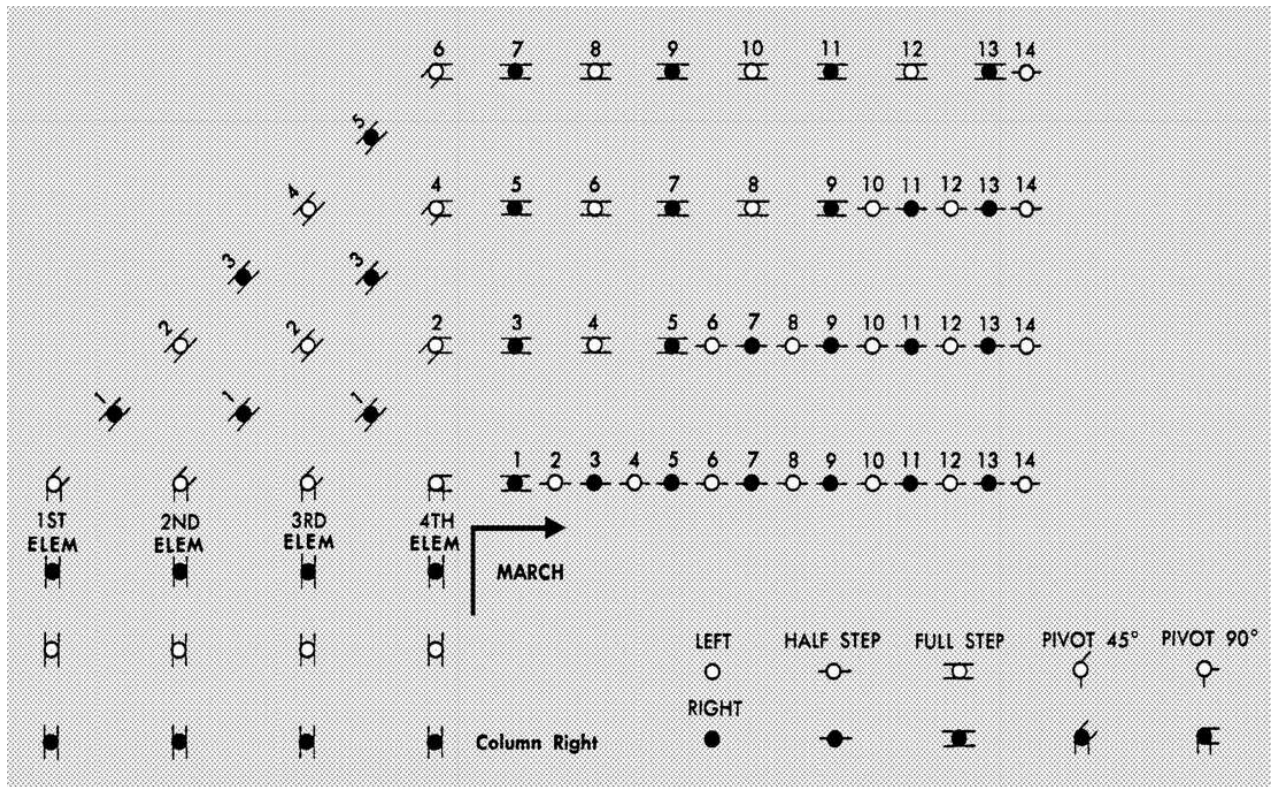 6 7 8 9 10 11 12 13 14
5
4 4 5 6 7 8 9 10 11 12 13 14
3 3
2 2 2 3 4 5 6 7 8 9 10 11 12 13 14
1 1 1
1 2 3 4 5 6 7 8 9 10 11 12 13 14
1ST ELEM
2ND ELEM
3RD ELEM
4TH ELEM
MARCH
LEFT HALF STEP FULL STEP PIVOT 45° PIVOT 90°
RIGHT
Column Right